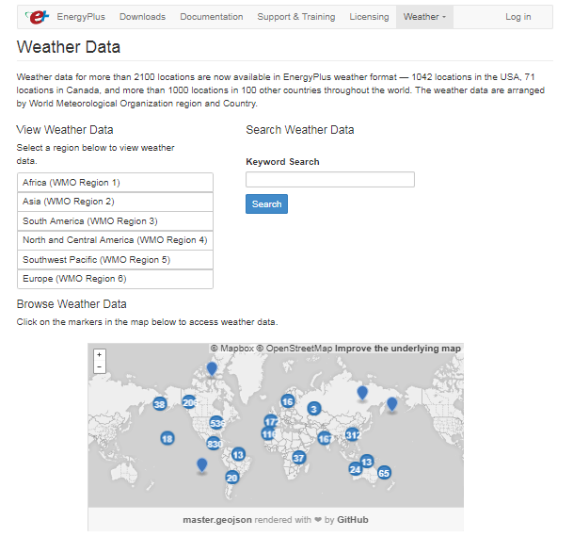 EnergyPlus Downloads Documentation Support & Training Licensing Weather Log in
Weather Data
Weather data for more than 2100 locations are now available in EnergyPlus weather format — 1042 locations in the USA, 71
locations in Canada, and more than 1000 locations in 100 other countries throughout the world. The weather data are arranged
by World Meteorological Organization region and Country.
View Weather Data
Select a region below to view weather
data.
Africa (WMO Region 1)
Asia (WMO Region 2)
South America (WMO Region 3)
North and Central America (WMO Region 4)
Southwest Pacific (WMO Region 5)
Europe (WMO Region 6)
Search Weather Data
Keyword Search
Search
Browse Weather Data
Click on the markers in the map below to access weather data.
+
-
© Mapbox © OpenStreetMap Improve the underlying map
38
206
16
3
536
172
18
830
167
312
13
37
13
24
65
20
master.geojson rendered with ❤ by GitHub